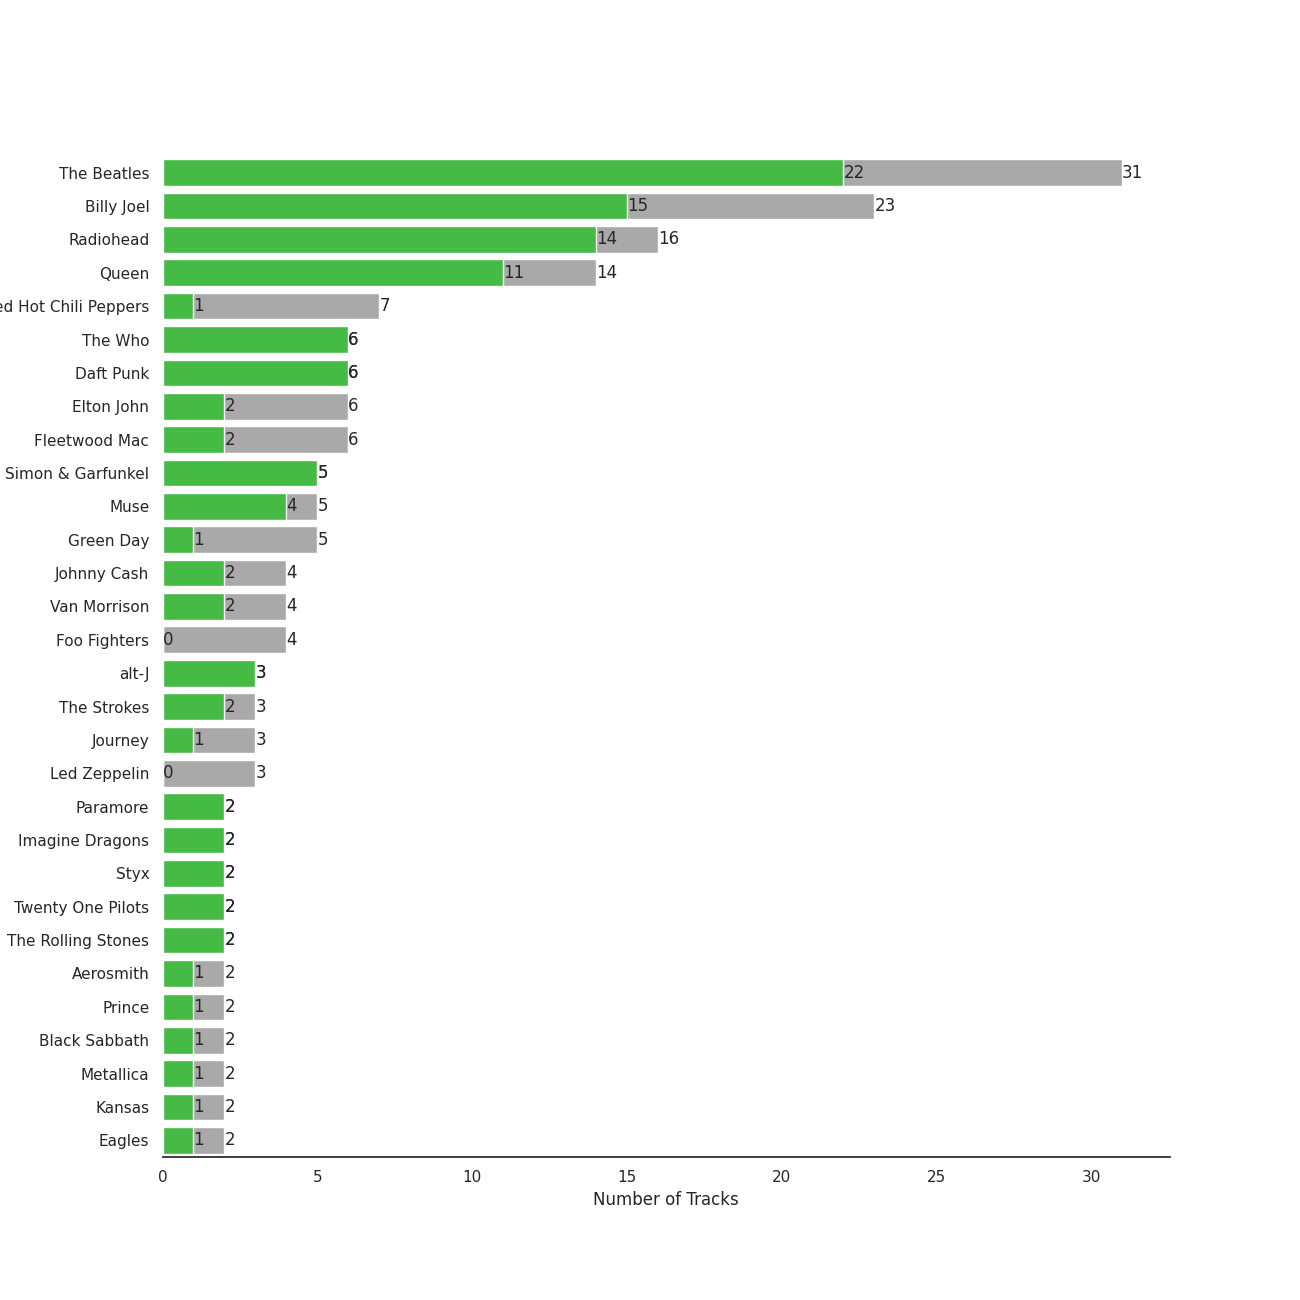 The Beatles 22 31
Billy Joel 15 23
Radiohead 14 16
Queen 11 14
ed Hot Chili Peppers 1 7
The Who 6
Daft Punk 6
Elton John 2 6
Fleetwood Mac 2 6
Simon & Garfunkel 5
Muse 4 5
Green Day 1 5
Johnny Cash 2 4
Van Morrison 2 4
Foo Fighters 0 4
alt-J 3
The Strokes 2 3
Journey 1 3
Led Zeppelin 0 3
Paramore 2
Imagine Dragons 2
Styx 2
Twenty One Pilots 2
The Rolling Stones 2
Aerosmith 1 2
Prince 1 2
Black Sabbath 1 2
Metallica 1 2
Kansas 1 2
Eagles 1 2
0 5 10 15 20 25 30
Number of Tracks